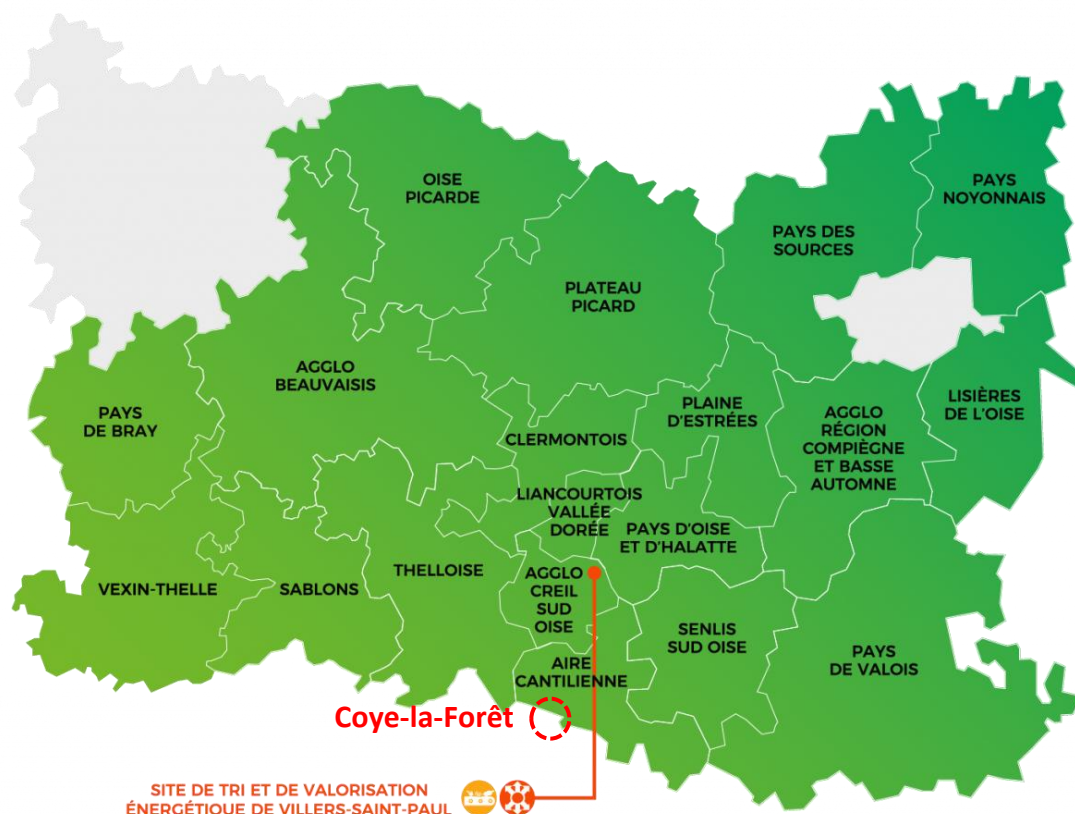 OISE
PICARDE
PAYS
NOYONNAIS
PAYS DES
SOURCES
PLATEAU
PICARD
AGGLO
BEAUVAISIS
PAYS
DE BRAY
PLAINE
D'ESTRÉES
AGGLO
RÉGION
COMPIÈGNE
ET BASSE
AUTOMNE
LISIÈRES
DE L'OISE
CLERMONTOIS
LIANCOURTOIS
VALLÉE
DORÉE
PAYS D'OISE
ET D'HALATTE
VEXIN-THELLE
SABLONS
THELLOISE
AGGLO
CREIL
SUD
OISE
SENLIS
SUD OISE
PAYS
DE VALOIS
AIRE
CANTILIENNE
Coye-la-Forêt
SITE DE TRI ET DE VALORISATION
ÉNERGÉTIQUE DE VILLERS-SAINT-PAUL